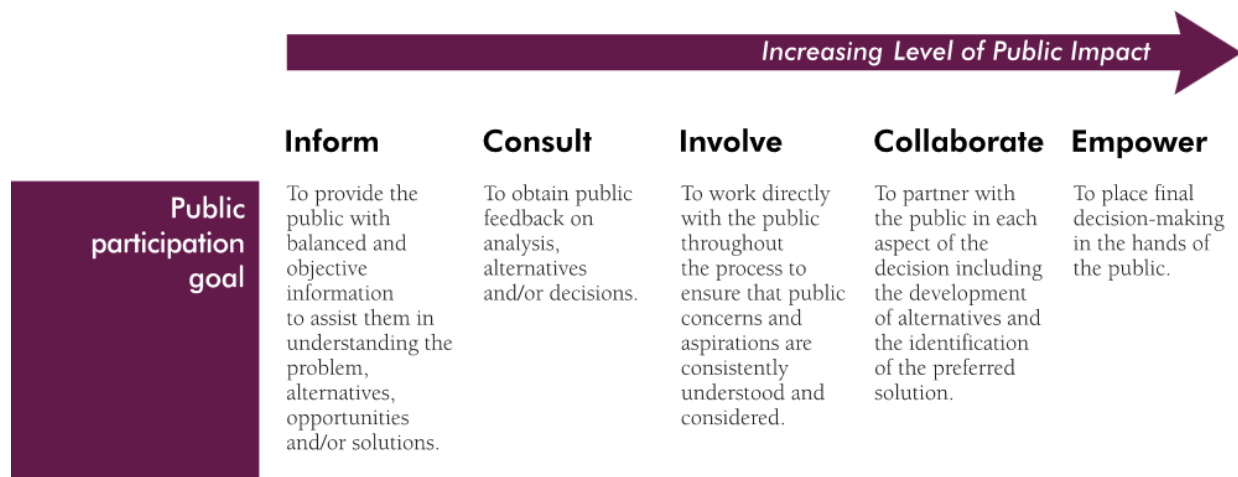 Increasing Level of Public Impact
Inform
Consult
Involve
Collaborate
Empower
Public
participation
goal
To provide the
public with
balanced and
objective
information
to assist them in
understanding the
problem,
alternatives,
opportunities
and/or solutions.
To obtain public
feedback on
analysis,
alternatives
and/or decisions.
To work directly
with the public
throughout
the process to
ensure that public
concerns and
aspirations are
consistently
understood and
considered.
To partner with
the public in each
aspect of the
decision including
the development
of alternatives and
the identification
of the preferred
solution.
To place final
decision-making
in the hands of
the public.